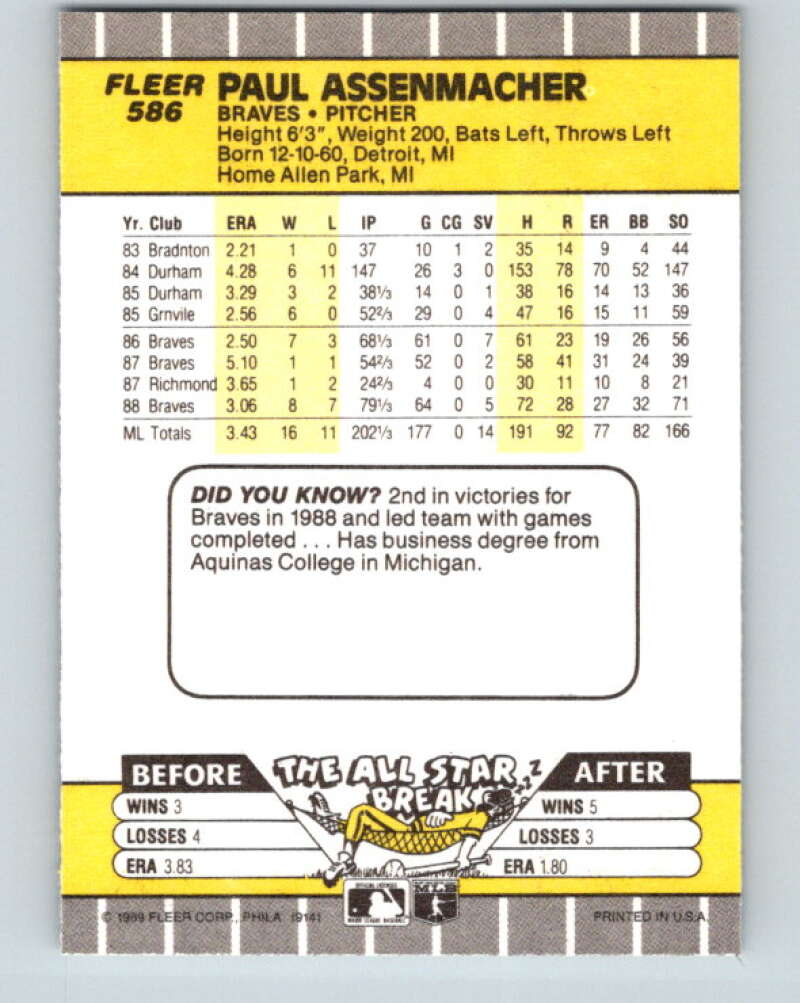 FLEER PAUL ASSENMACHER
586 BRAVES • PITCHER
Height 6'3", Weight 200, Bats Left, Throws Left
Born 12-10-60, Detroit, MI
Home Allen Park, MI
Yr. Club ERA W L IP G CG SV H R ER BB SO
83 Bradnton 2.21 1 0 37 10 1 2 35 14 9 4 44
84 Durham 4.28 6 11 147 26 3 0 153 78 70 52 147
85 Durham 3.29 3 2 38⅓ 14 0 1 38 16 14 13 36
85 Grnvile 2.56 6 0 52⅔ 29 0 4 47 16 15 11 59
86 Braves 2.50 7 3 68⅓ 61 0 7 61 23 19 26 56
87 Braves 5.10 1 1 54⅔ 52 0 2 58 41 31 24 39
87 Richmond 3.65 1 2 24⅔ 4 0 0 30 11 10 8 21
88 Braves 3.06 8 7 79⅓ 64 0 5 72 28 27 32 71
ML Totals 3.43 16 11 202⅓ 177 0 14 191 92 77 82 166
DID YOU KNOW? 2nd in victories for
Braves in 1988 and led team with games
completed . . . Has business degree from
Aquinas College in Michigan.
BEFORE THE ALL STAR BREAK ZZZ AFTER
WINS 3 WINS 5
LOSSES 4 LOSSES 3
ERA 3.83 ERA 1.80
MLB
© 1989 FLEER CORP., PHILA. 19141 PRINTED IN U.S.A.